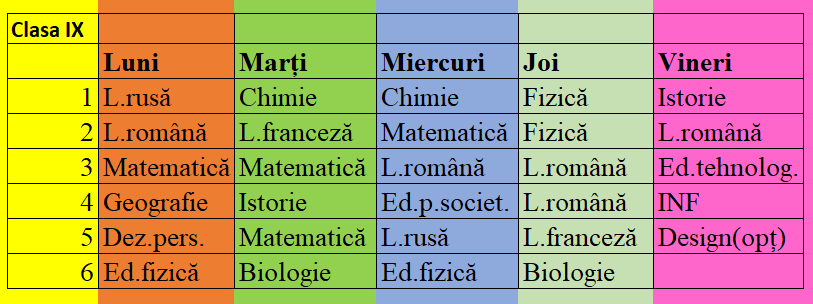 Clasa IX
Luni Marți Miercuri Joi Vineri
1 L.rusă Chimie Chimie Fizică Istorie
2 L.română L.franceză Matematică Fizică L.română
3 Matematică Matematică L.română L.română Ed.tehnolog.
4 Geografie Istorie Ed.p.societ. L.română INF
5 Dez.pers. Matematică L.rusă L.franceză Design(opț)
6 Ed.fizică Biologie Ed.fizică Biologie